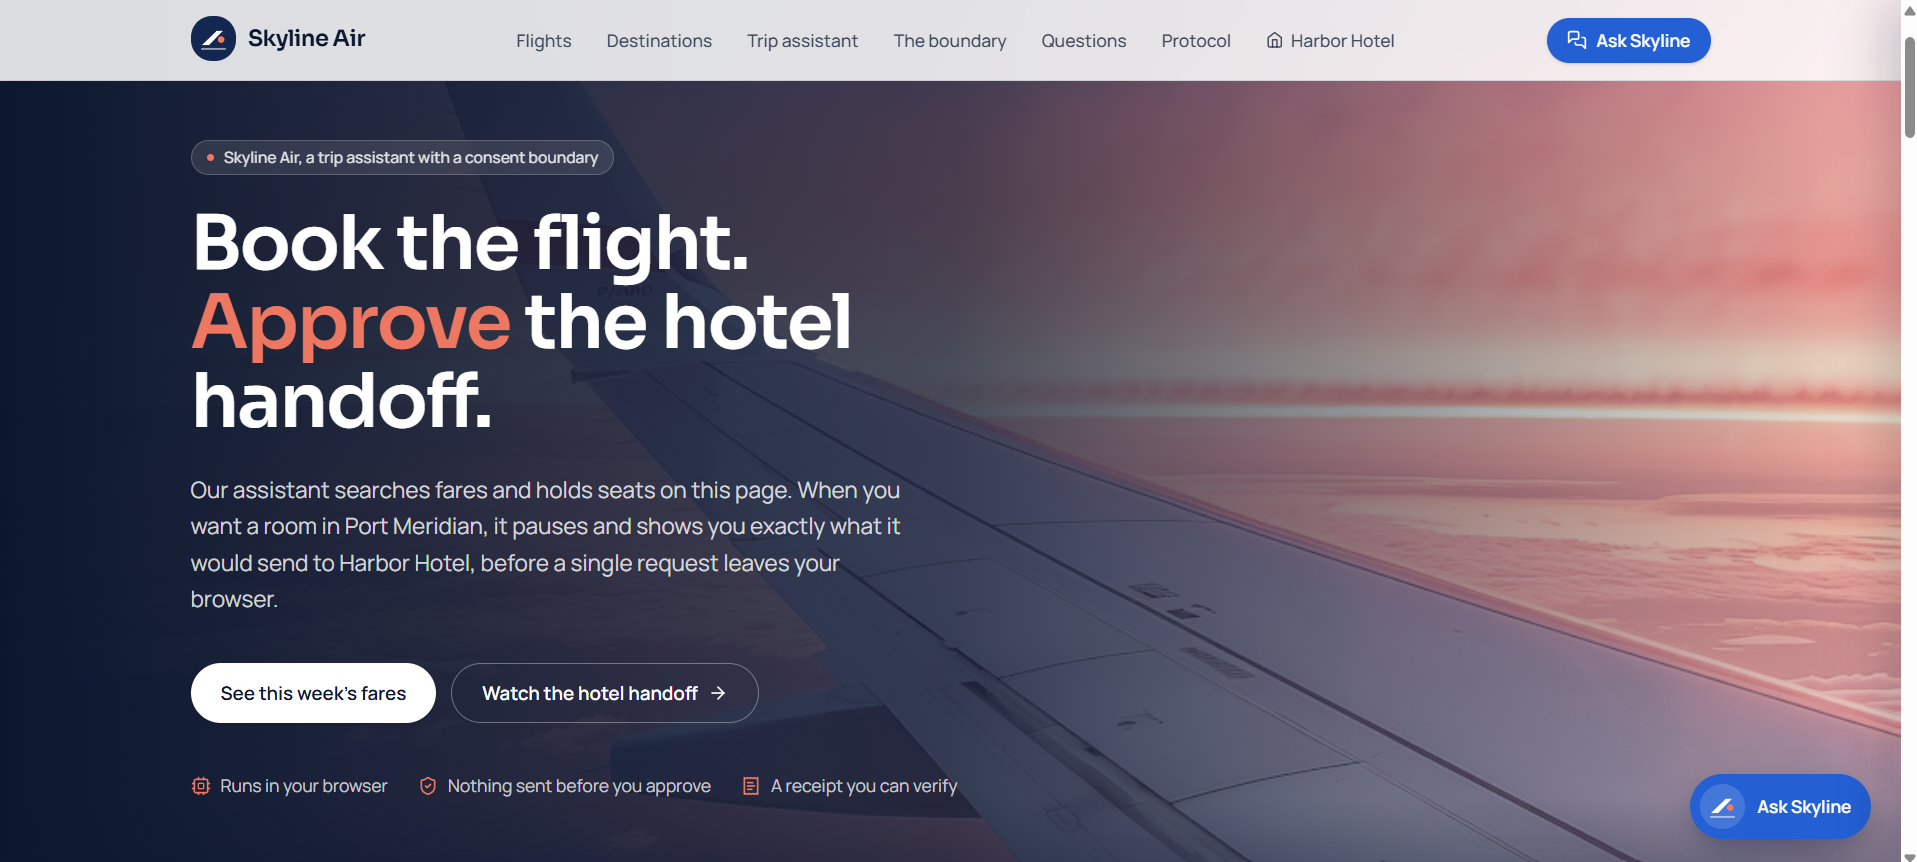 Skyline Air
Flights
Destinations
Trip assistant
The boundary
Questions
Protocol
Harbor Hotel
Ask Skyline
Skyline Air, a trip assistant with a consent boundary
Book the flight.
Approve the hotel
handoff.
Our assistant searches fares and holds seats on this page. When you
want a room in Port Meridian, it pauses and shows you exactly what it
would send to Harbor Hotel, before a single request leaves your
browser.
See this week's fares
Watch the hotel handoff
Runs in your browser
Nothing sent before you approve
A receipt you can verify
Ask Skyline